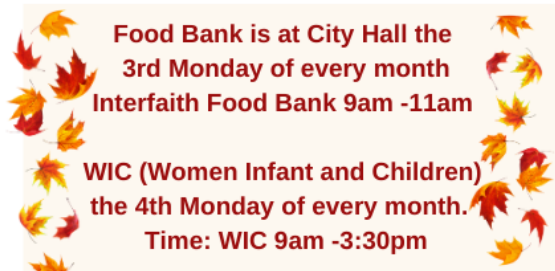 Food Bank is at City Hall the
3rd Monday of every month
Interfaith Food Bank 9am -11am
WIC (Women Infant and Children)
the 4th Monday of every month.
Time: WIC 9am -3:30pm